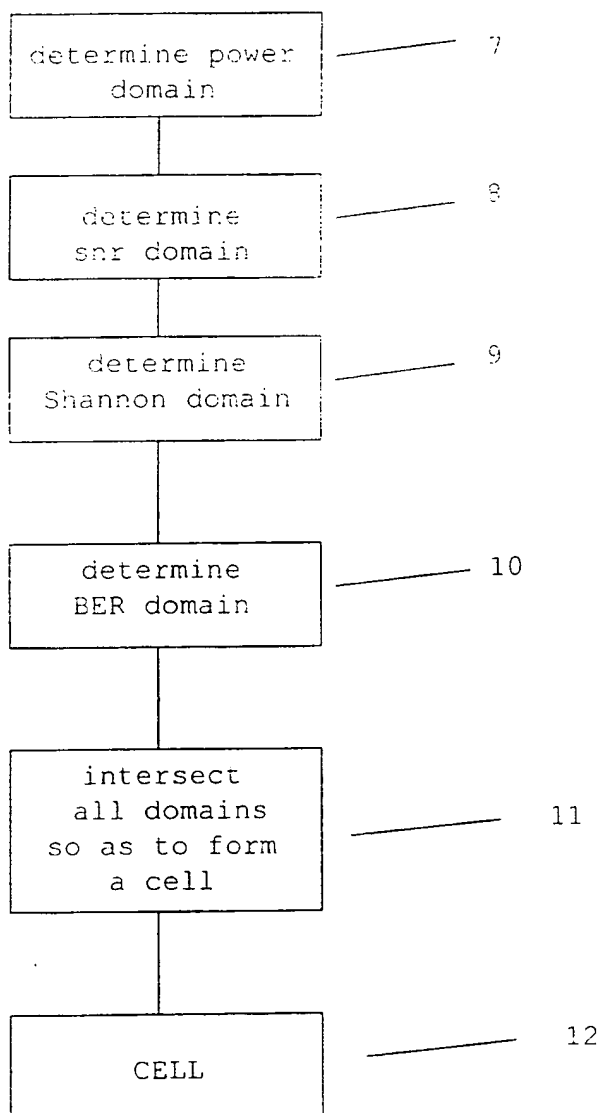 determine power
domain
7
determine
snr domain
8
determine
Shannon domain
9
determine
BER domain
10
intersect
all domains
so as to form
a cell
11
CELL
12